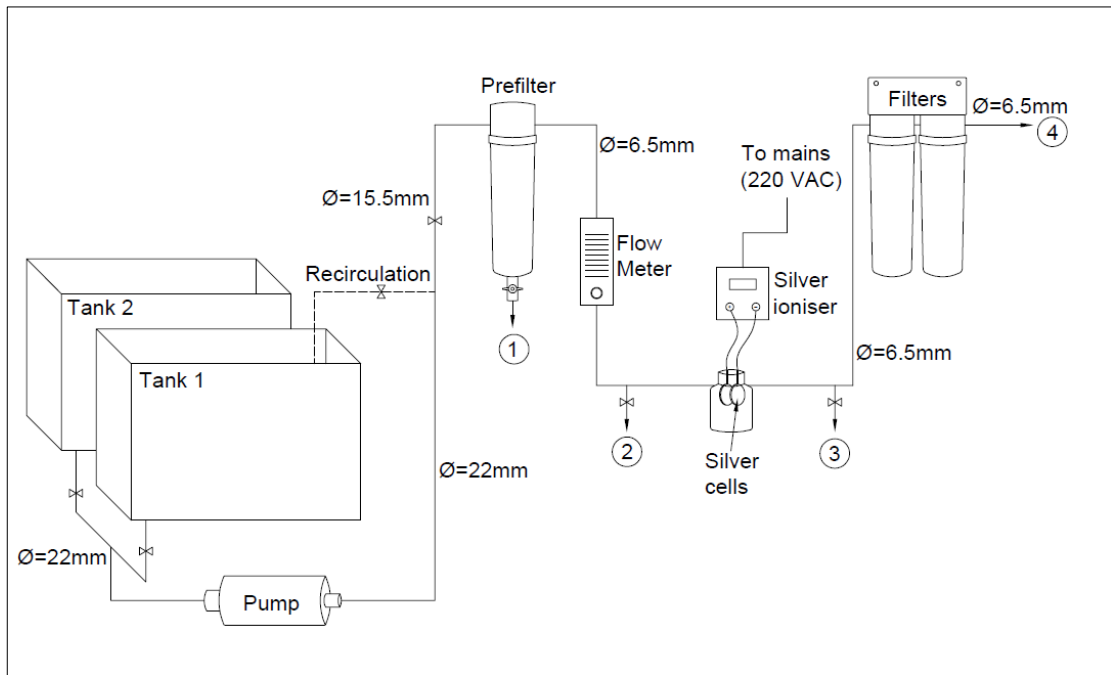 Prefilter
Filters
Ø=6.5mm
4
Ø=6.5mm
To mains
(220 VAC)
Ø=15.5mm
Flow
Meter
Recirculation
Silver
ioniser
Tank 2
1
Ø=6.5mm
Tank 1
2
3
Ø=22mm
Silver
cells
Ø=22mm
Pump